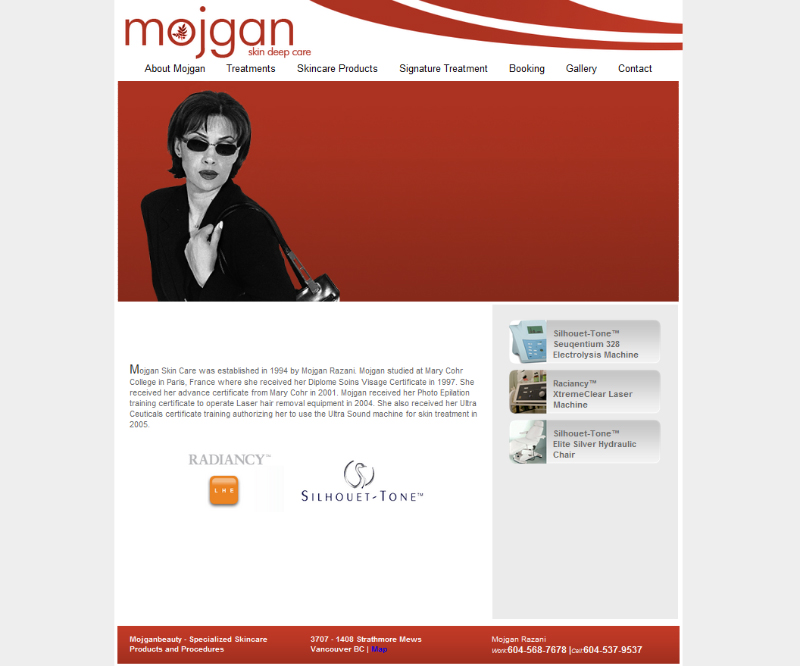 mojgan
skin deep care
About Mojgan Treatments Skincare Products Signature Treatment Booking Gallery Contact
Silhouet-Tone™
Seuqentium 328
Electrolysis Machine
Raciancy™
XtremeClear Laser
Machine
Silhouet-Tone™
Elite Silver Hydraulic
Chair
Mojgan Skin Care was established in 1994 by Mojgan Razani. Mojgan studied at Mary Cohr
College in Paris, France where she received her Diplome Soins Visage Certificate in 1997. She
received her advance certificate from Mary Cohr in 2001. Mojgan received her Photo Epilation
training certificate to operate Laser hair removal equipment in 2004. She also received her Ultra
Ceuticals certificate training authorizing her to use the Ultra Sound machine for skin treatment in
2005.
RADIANCY™
LHE
SILHOUET-TONE™
Mojganbeauty - Specialized Skincare
Products and Procedures
3707 - 1408 Strathmore Mews
Vancouver BC | Map
Mojgan Razani
Work:604-568-7678 |Cell:604-537-9537